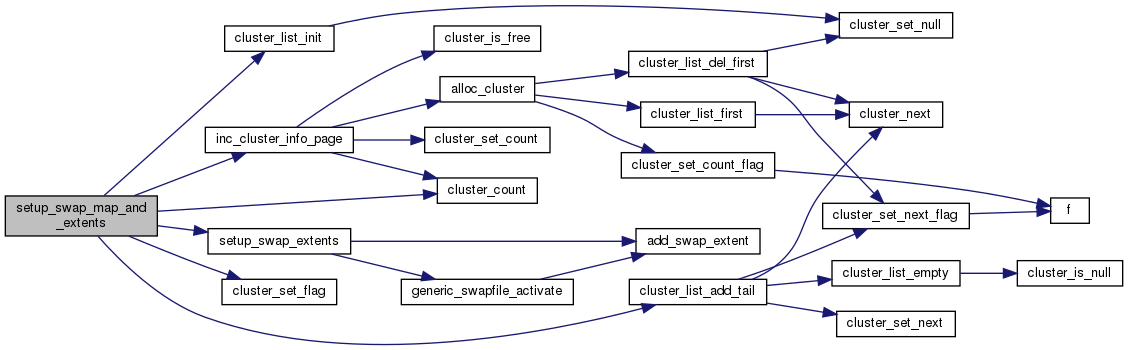 cluster_list_init
cluster_is_free
cluster_set_null
cluster_list_del_first
alloc_cluster
cluster_list_first
cluster_next
inc_cluster_info_page
cluster_set_count
cluster_set_count_flag
cluster_count
setup_swap_map_and
_extents
cluster_set_next_flag
f
setup_swap_extents
add_swap_extent
cluster_list_empty
cluster_is_null
cluster_set_flag
generic_swapfile_activate
cluster_list_add_tail
cluster_set_next